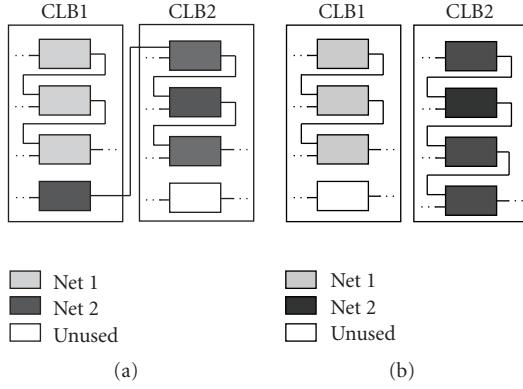 CLB1 CLB2 CLB1 CLB2
Net 1 Net 1
Net 2 Net 2
Unused Unused
(a) (b)